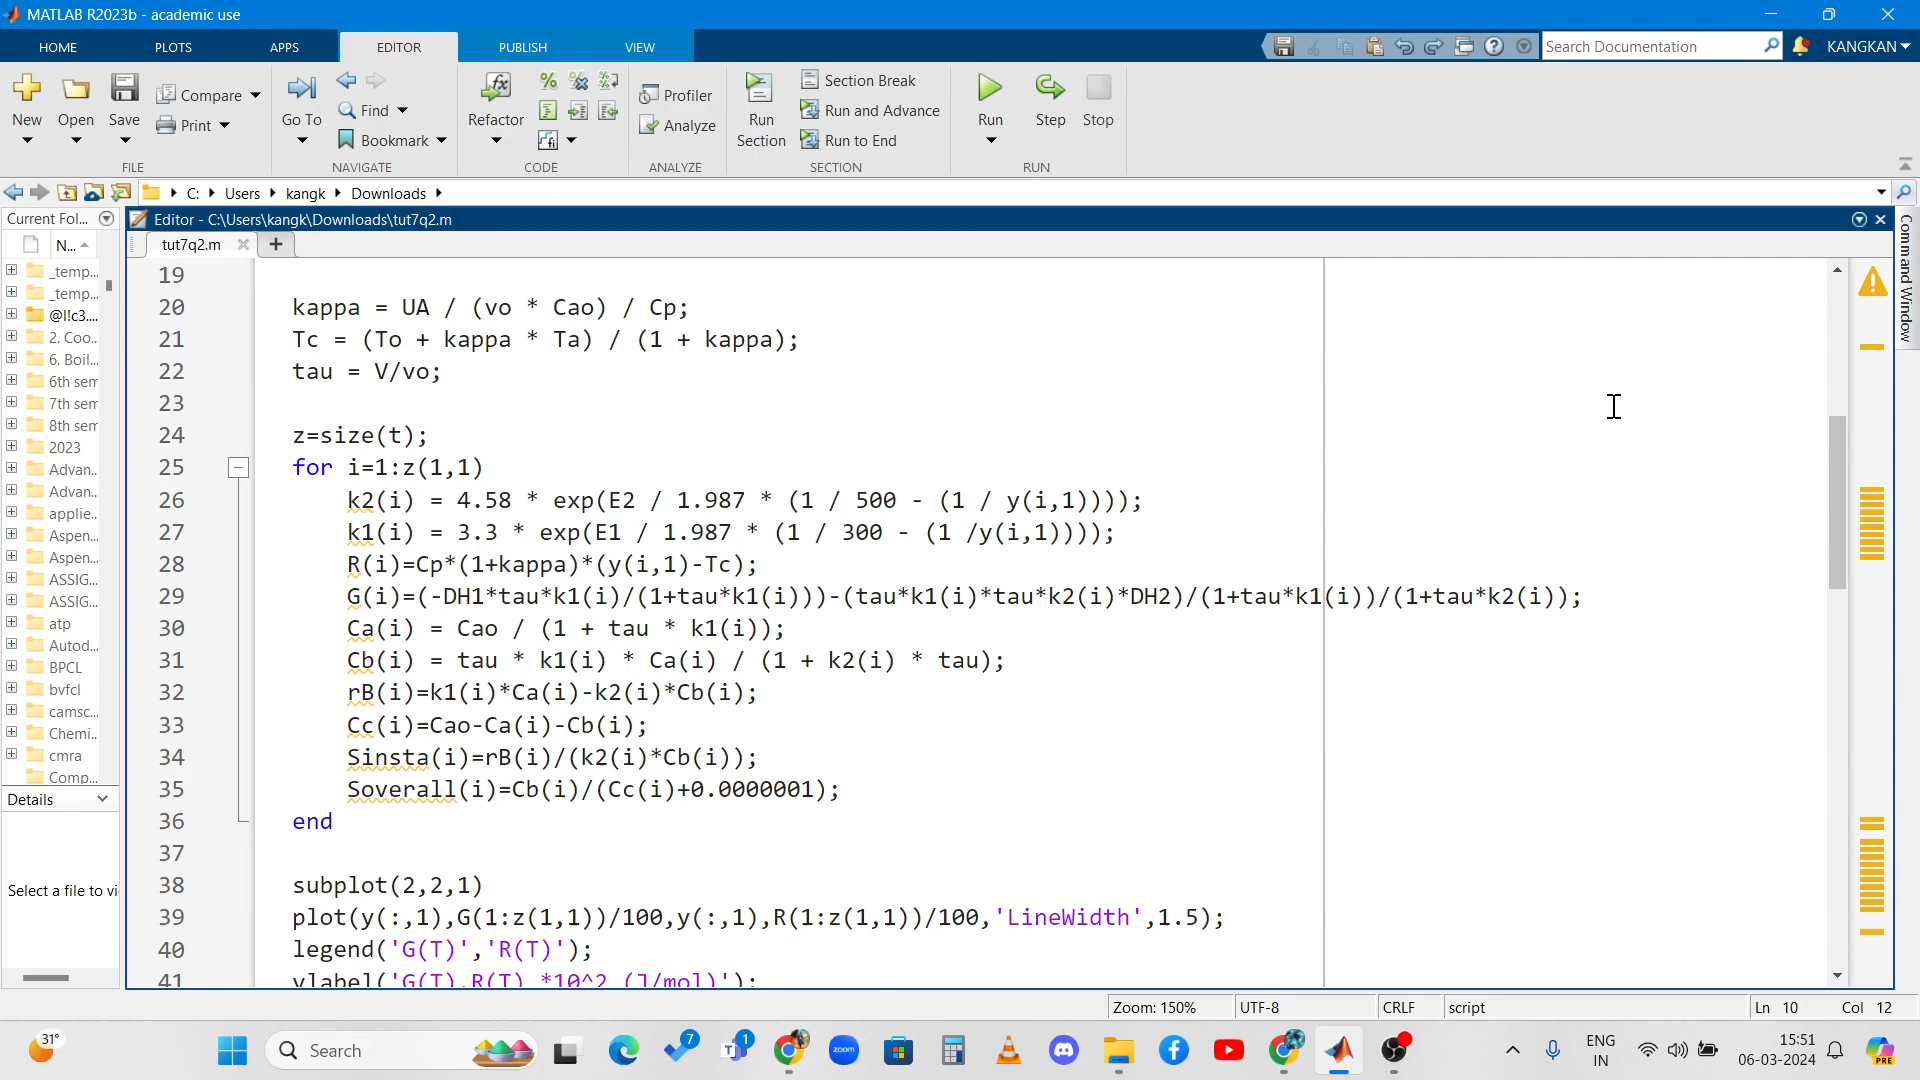 MATLAB R2023b - academic use
HOME PLOTS APPS EDITOR PUBLISH VIEW
Search Documentation
KANGKAN
New Open Save Compare Print
FILE
Go To Find Bookmark
NAVIGATE
Refactor
CODE
Profiler
Analyze
ANALYZE
Run Section
Section Break
Run and Advance
Run to End
SECTION
Run Step Stop
RUN
C: Users kangk Downloads
Current Fol...
Editor - C:\Users\kangk\Downloads\tut7q2.m
N...
tut7q2.m
Command Window
_temp...
_temp...
@l!c3....
2. Coo...
6. Boil...
6th sem
7th sem
8th sem
2023
Advan...
Advan...
applie...
Aspen...
Aspen...
ASSIG...
ASSIG...
atp
Autod...
BPCL
bvfcl
camsc...
Chemi...
cmra
Comp...
Details
Select a file to vi
19
20 kappa = UA / (vo * Cao) / Cp;
21 Tc = (To + kappa * Ta) / (1 + kappa);
22 tau = V/vo;
23
24 z=size(t);
25 for i=1:z(1,1)
26 k2(i) = 4.58 * exp(E2 / 1.987 * (1 / 500 - (1 / y(i,1))));
27 k1(i) = 3.3 * exp(E1 / 1.987 * (1 / 300 - (1 /y(i,1))));
28 R(i)=Cp*(1+kappa)*(y(i,1)-Tc);
29 G(i)=(-DH1*tau*k1(i)/(1+tau*k1(i)))-(tau*k1(i)*tau*k2(i)*DH2)/(1+tau*k1(i))/(1+tau*k2(i));
30 Ca(i) = Cao / (1 + tau * k1(i));
31 Cb(i) = tau * k1(i) * Ca(i) / (1 + k2(i) * tau);
32 rB(i)=k1(i)*Ca(i)-k2(i)*Cb(i);
33 Cc(i)=Cao-Ca(i)-Cb(i);
34 Sinsta(i)=rB(i)/(k2(i)*Cb(i));
35 Soverall(i)=Cb(i)/(Cc(i)+0.0000001);
36 end
37
38 subplot(2,2,1)
39 plot(y(:,1),G(1:z(1,1))/100,y(:,1),R(1:z(1,1))/100,'LineWidth',1.5);
40 legend('G(T)','R(T)');
41 ylabel('G(T),R(T) *10^2 (J/mol)');
Zoom: 150% UTF-8 CRLF script Ln 10 Col 12
31°
Search
7
1
zoom
ENG
IN
15:51
06-03-2024
PRE